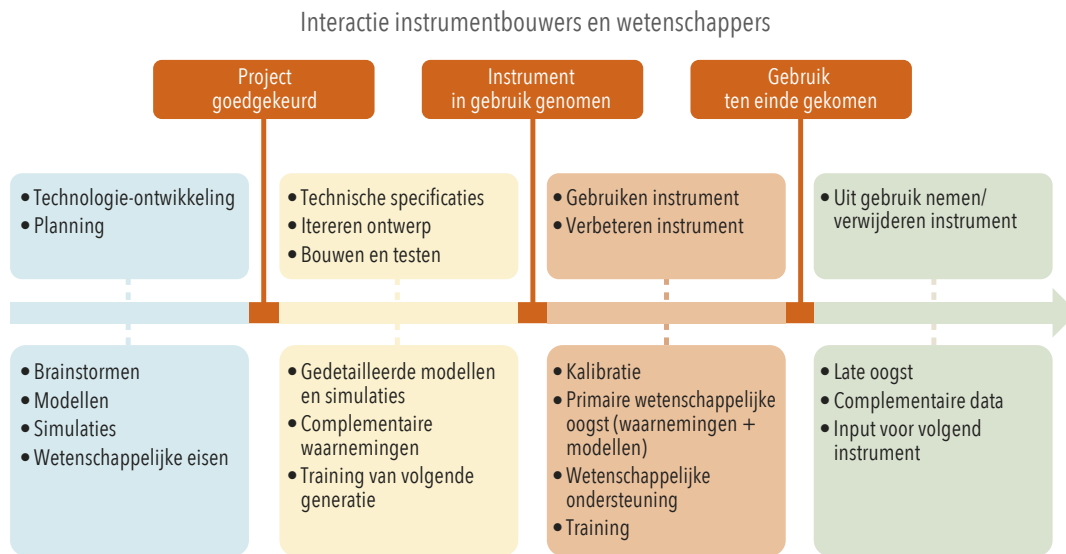 Interactie instrumentbouwers en wetenschappers
Project
goedgekeurd
Instrument
in gebruik genomen
Gebruik
ten einde gekomen
• Technologie-ontwikkeling
• Planning
• Technische specificaties
• Itereren ontwerp
• Bouwen en testen
• Gebruiken instrument
• Verbeteren instrument
• Uit gebruik nemen/
verwijderen instrument
• Brainstormen
• Modellen
• Simulaties
• Wetenschappelijke eisen
• Gedetailleerde modellen
en simulaties
• Complementaire
waarnemingen
• Training van volgende
generatie
• Kalibratie
• Primaire wetenschappelijke
oogst (waarnemingen +
modellen)
• Wetenschappelijke
ondersteuning
• Training
• Late oogst
• Complementaire data
• Input voor volgend
instrument